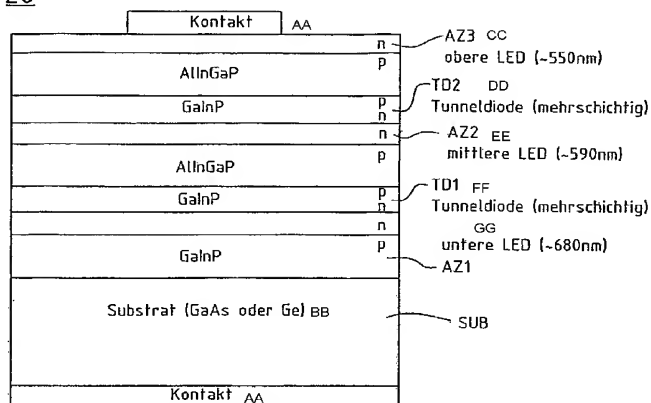 20
Kontakt AA
n AZ3 CC
p obere LED (~550nm)
AlInGaP
TD2 DD
GaInP p Tunneldiode (mehrschichtig)
n
n AZ2 EE
p mittlere LED (~590nm)
AlInGaP
TD1 FF
GaInP p Tunneldiode (mehrschichtig)
n
n GG
p untere LED (~680nm)
GaInP
AZ1
Substrat (GaAs oder Ge) BB
SUB
Kontakt AA